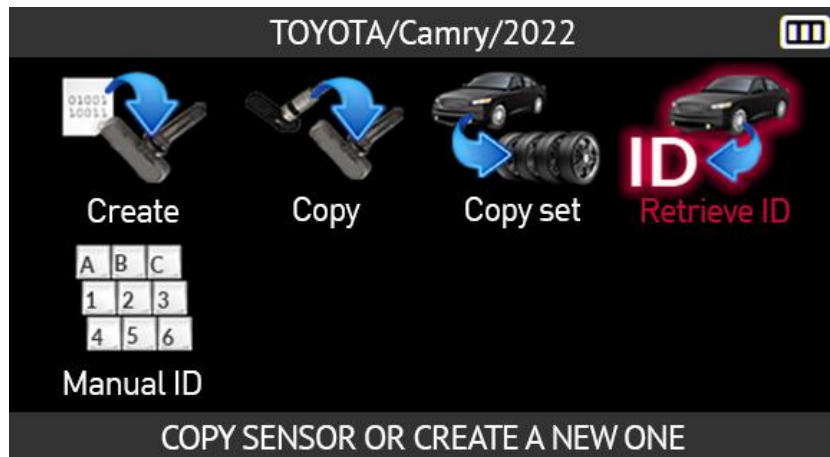 TOYOTA/Camry/2022
01001
10011
ID
Create
Copy
Copy set
Retrieve ID
A B C
1 2 3
4 5 6
Manual ID
COPY SENSOR OR CREATE A NEW ONE